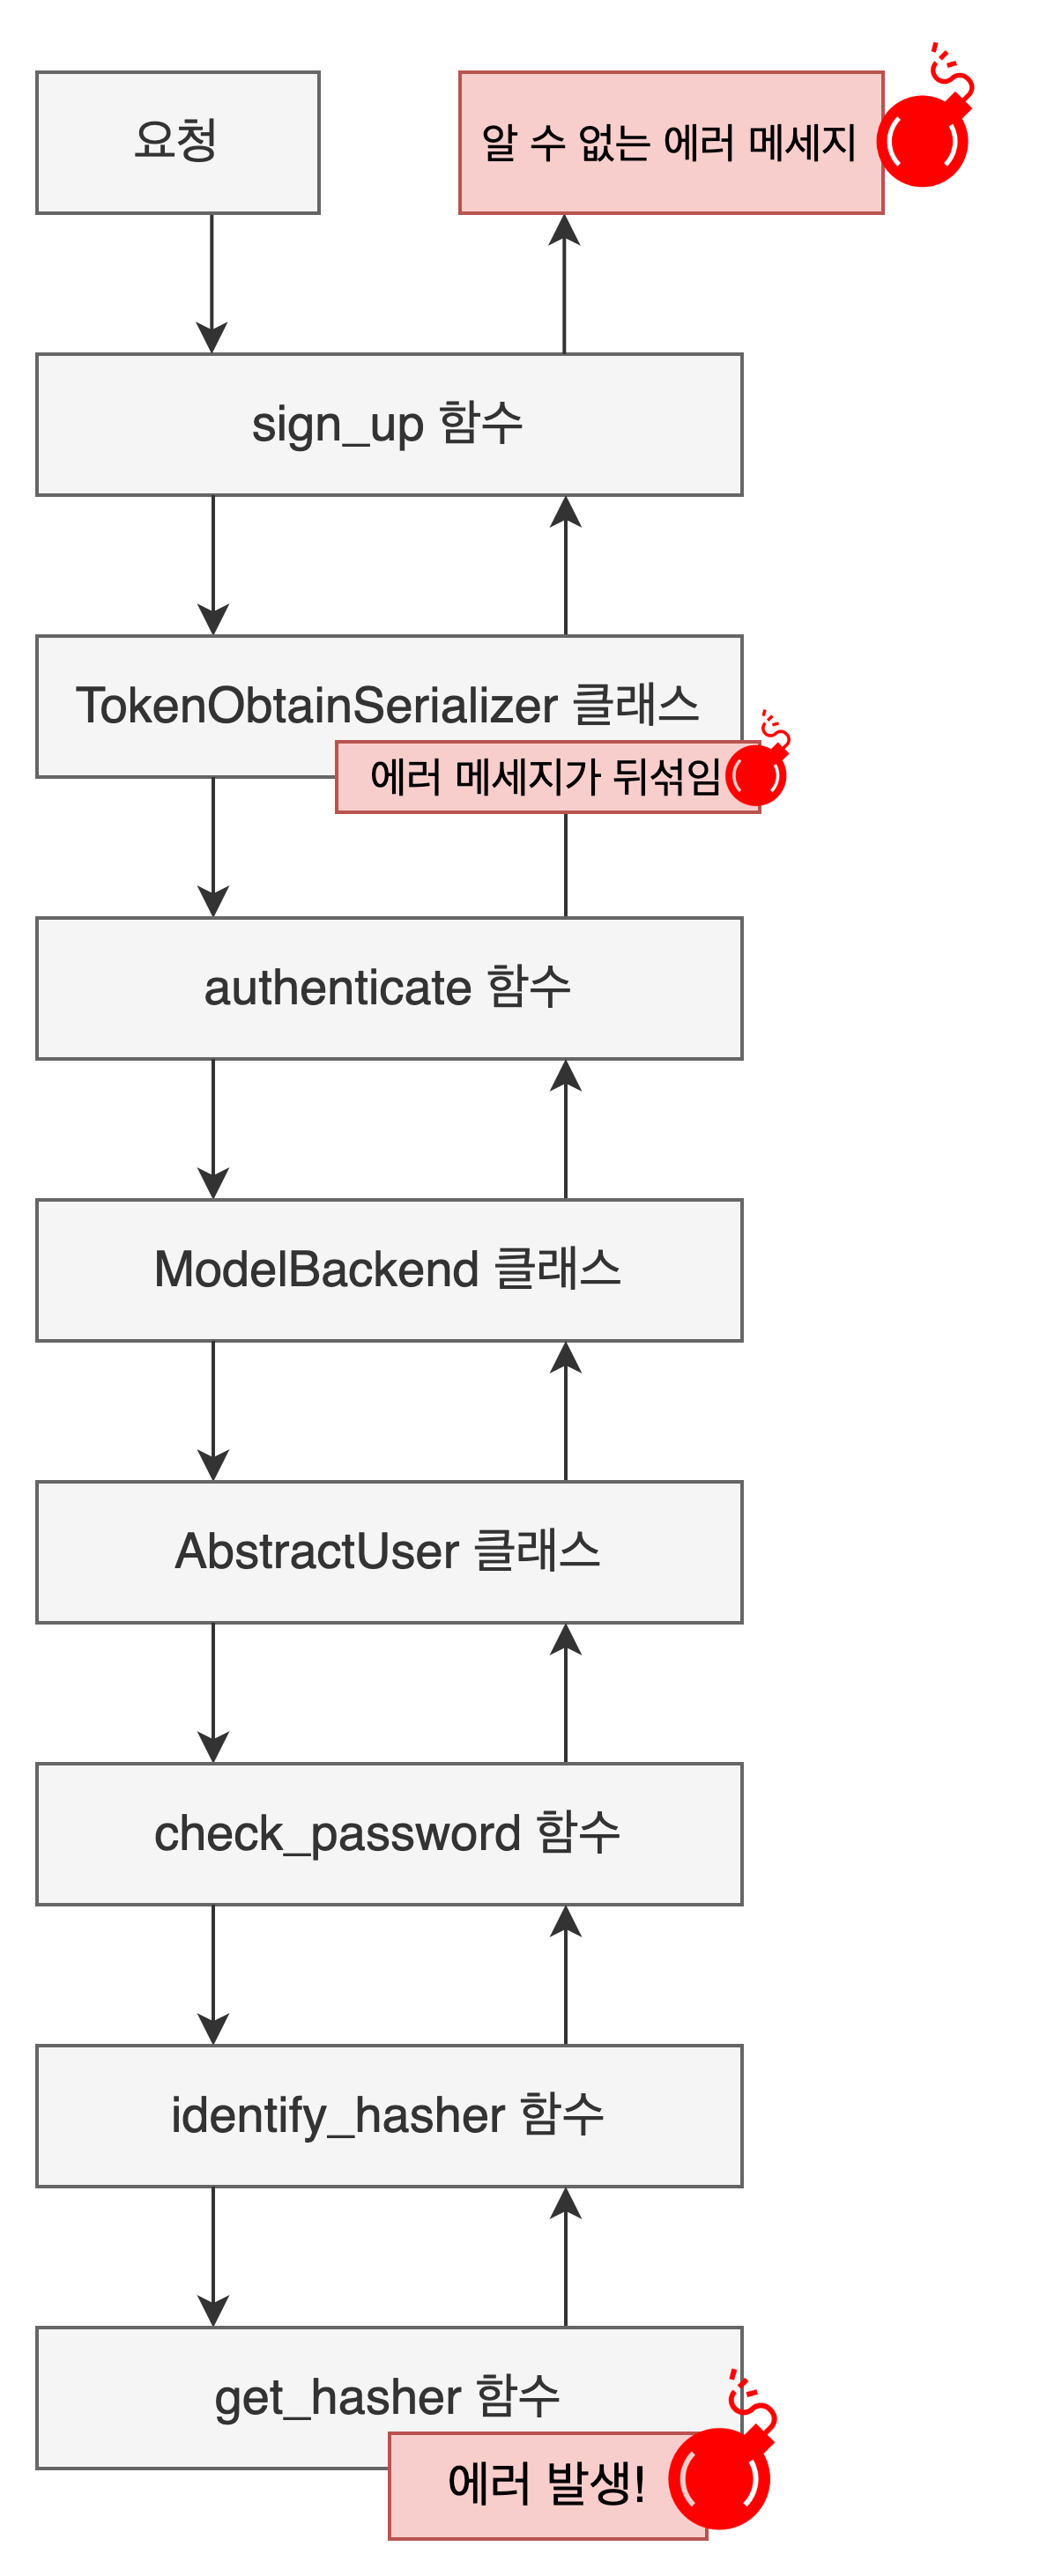 요청
알 수 없는 에러 메세지
sign_up 함수
TokenObtainSerializer 클래스
에러 메세지가 뒤섞임
authenticate 함수
ModelBackend 클래스
AbstractUser 클래스
check_password 함수
identify_hasher 함수
get_hasher 함수
에러 발생!